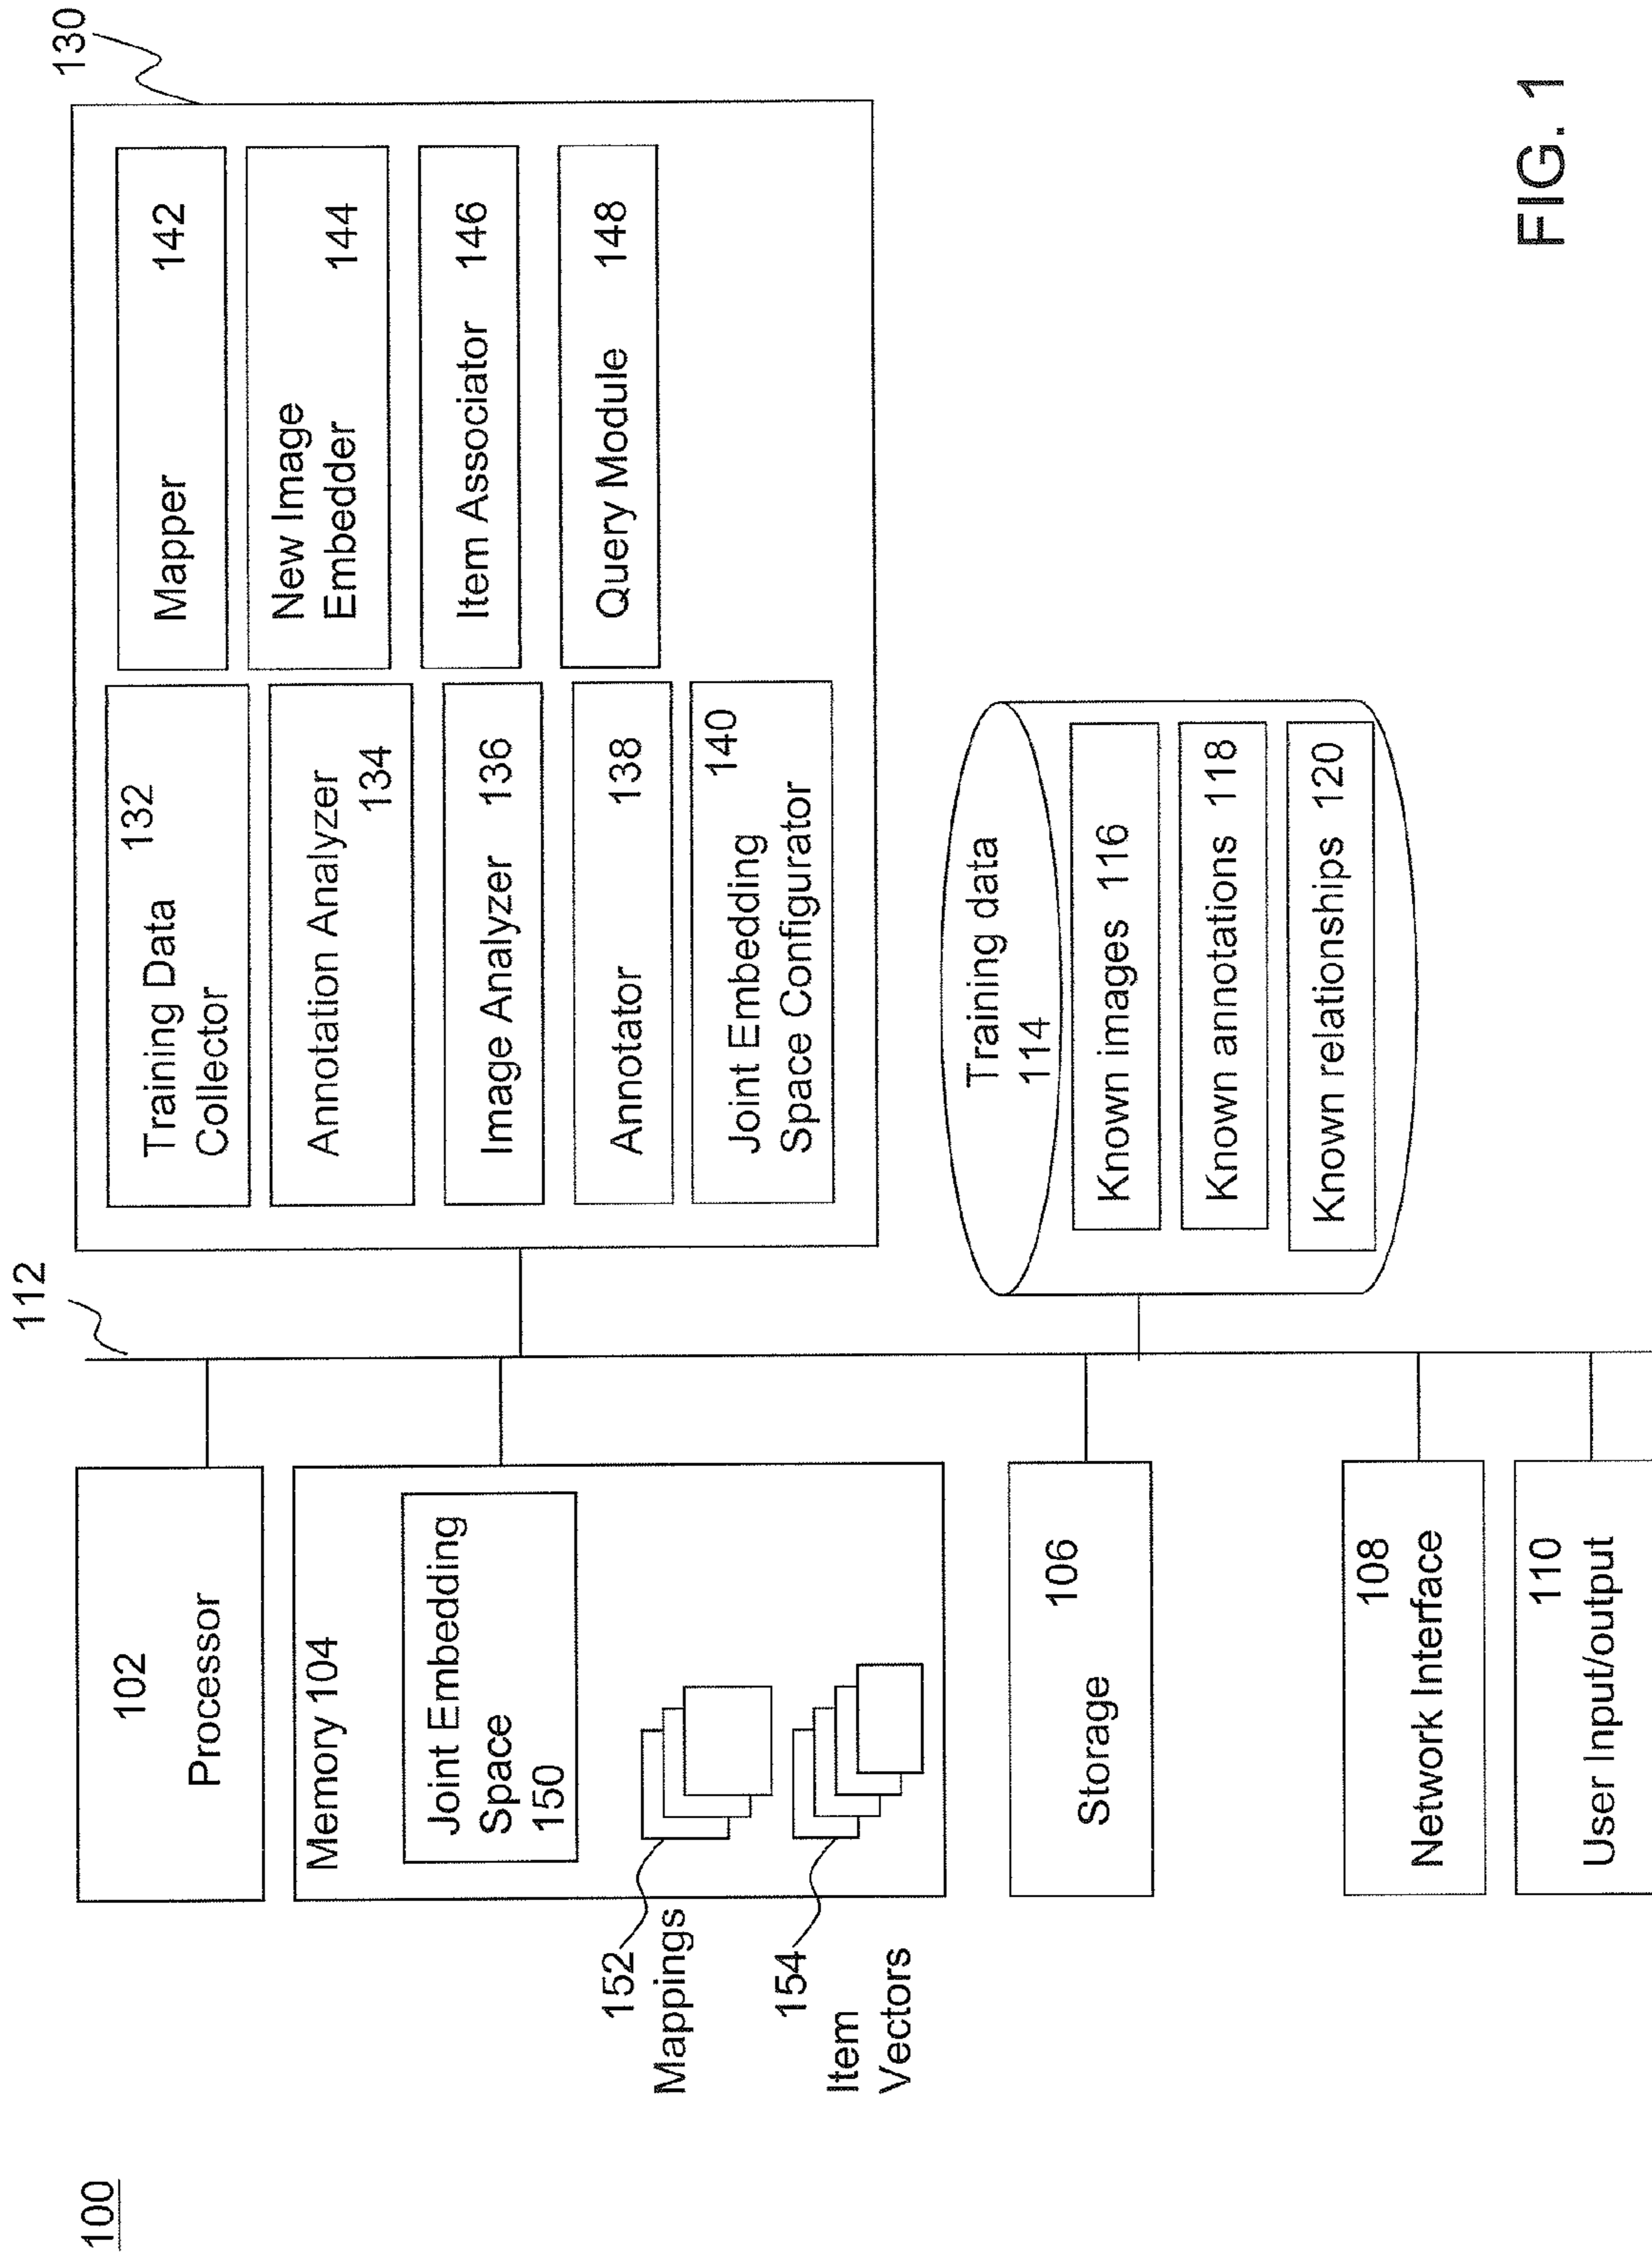 100
102
Processor
Memory 104
Joint Embedding
Space
150
152
Mappings
154
Item
Vectors
106
Storage
108
Network Interface
110
User Input/output
112
130
132
Training Data
Collector
Annotation Analyzer
134
Image Analyzer 136
Annotator 138
140
Joint Embedding
Space Configurator
Mapper 142
New Image
Embedder 144
Item Associator 146
Query Module 148
Training data
114
Known images 116
Known annotations 118
Known relationships 120
FIG. 1